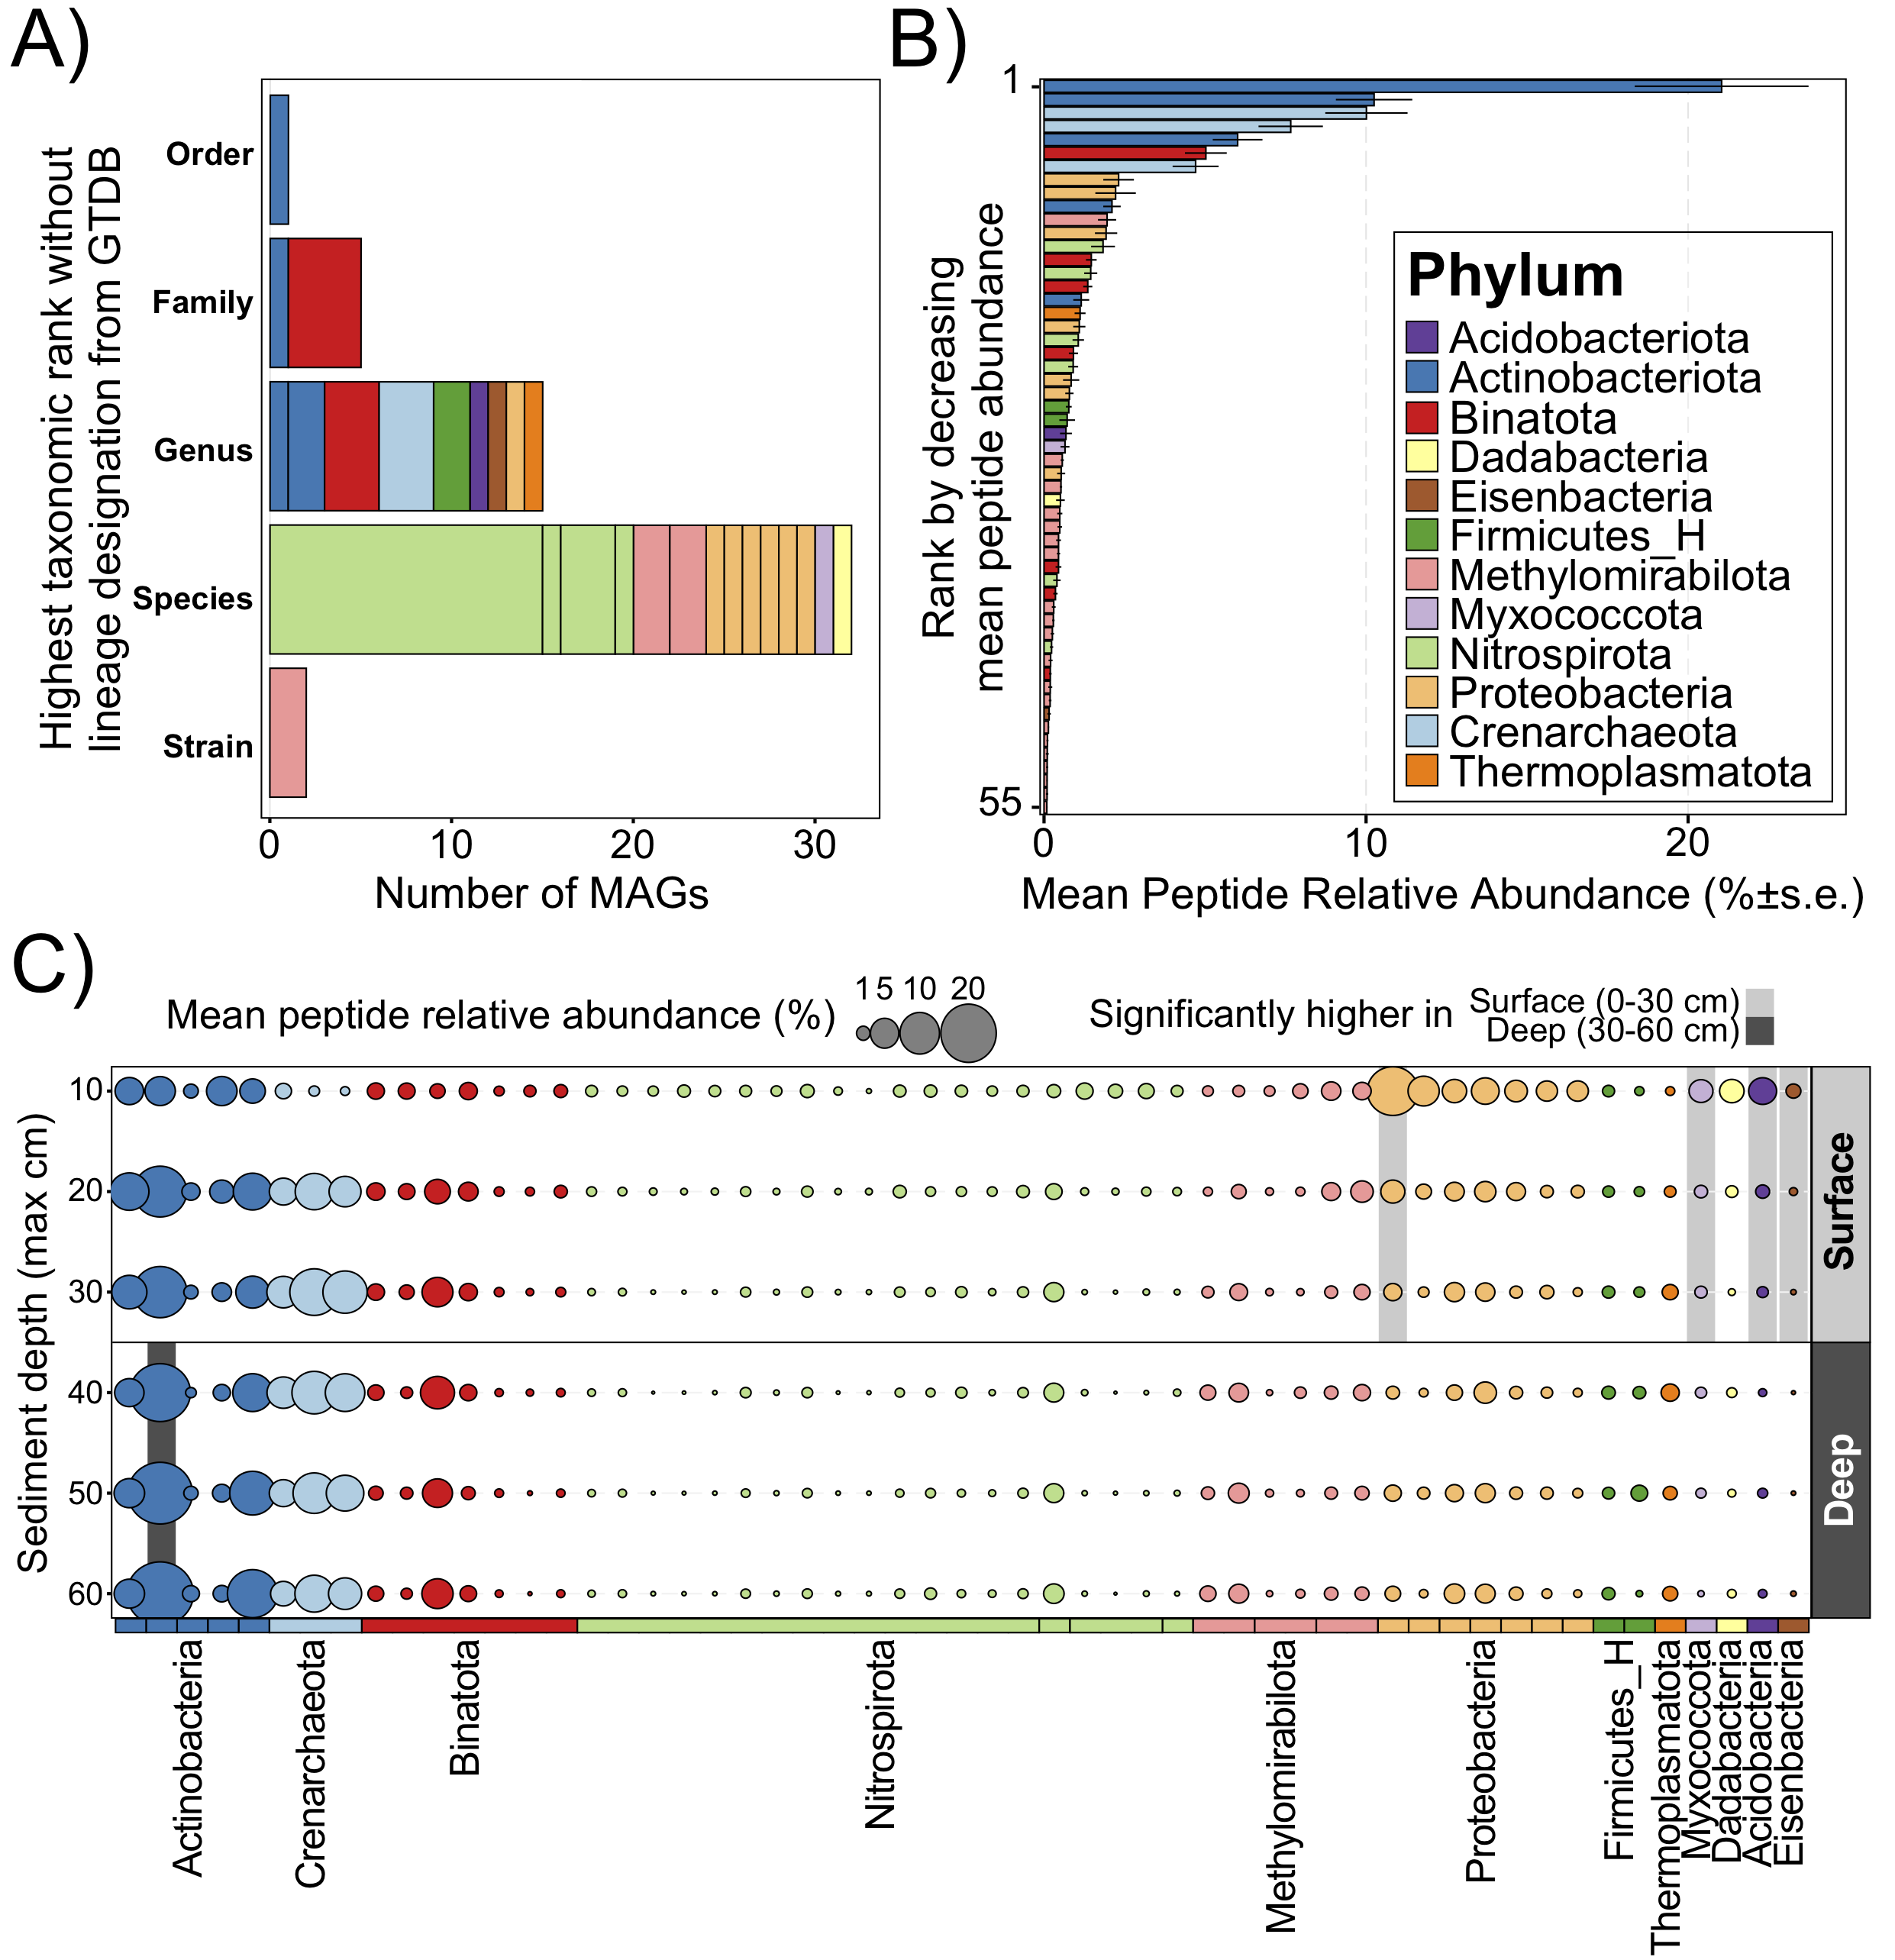 A)
Highest taxonomic rank without
lineage designation from GTDB
Order
Family
Genus
Species
Strain
0 10 20 30
Number of MAGs
B)
Rank by decreasing
mean peptide abundance
1
55
0 10 20
Mean Peptide Relative Abundance (%±s.e.)
Phylum
Acidobacteriota
Actinobacteriota
Binatota
Dadabacteria
Eisenbacteria
Firmicutes_H
Methylomirabilota
Myxococcota
Nitrospirota
Proteobacteria
Crenarchaeota
Thermoplasmatota
C)
Mean peptide relative abundance (%)
1 5 10 20
Significantly higher in
Surface (0-30 cm)
Deep (30-60 cm)
Sediment depth (max cm)
10
20
30
40
50
60
Surface
Deep
Actinobacteria
Crenarchaeota
Binatota
Nitrospirota
Methylomirabilota
Proteobacteria
Firmicutes_H
Thermoplasmatota
Myxococcota
Dadabacteria
Acidobacteria
Eisenbacteria